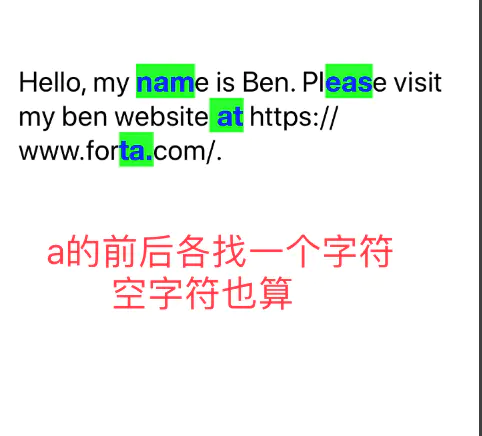 Hello, my name is Ben. Please visit
my ben website at https://
www.forta.com/.
a的前后各找一个字符
空字符也算